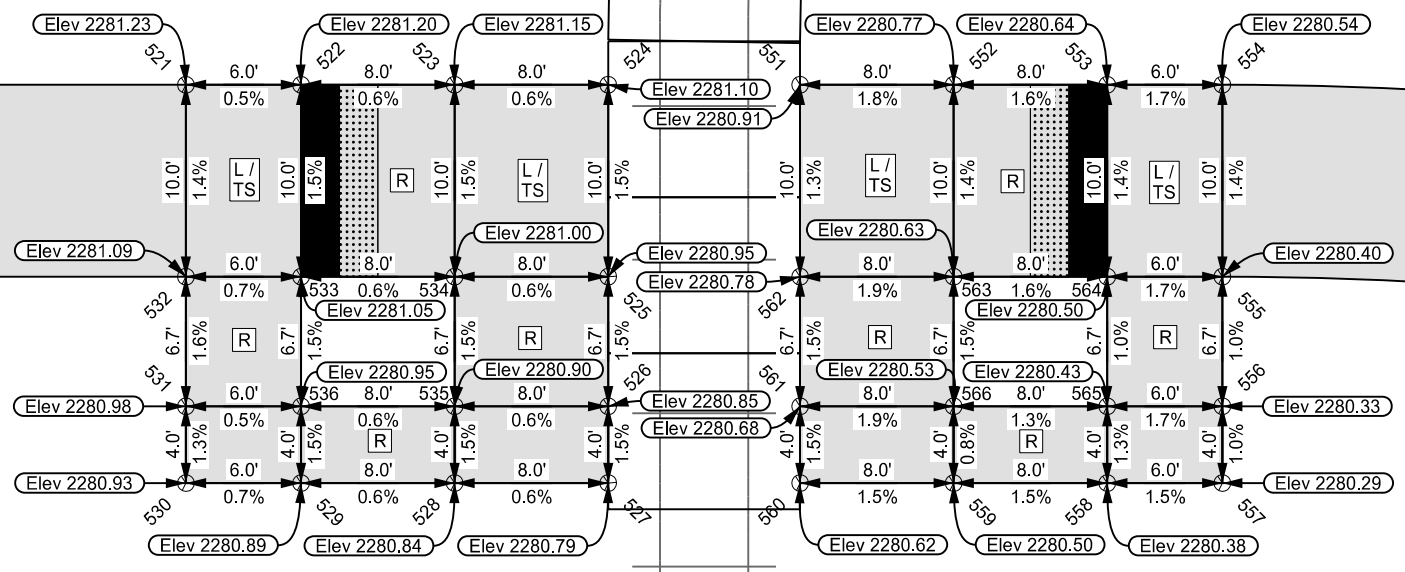 Elev 2281.23
Elev 2281.20
Elev 2281.15
Elev 2280.77
Elev 2280.64
Elev 2280.54
521
522
523
524
551
552
553
554
6.0'
8.0'
8.0'
8.0'
8.0'
6.0'
0.5%
0.6%
0.6%
1.8%
1.6%
1.7%
Elev 2281.10
Elev 2280.91
10.0'
1.4%
L /
TS
10.0'
1.5%
R
10.0'
1.5%
L /
TS
10.0'
1.5%
10.0'
1.3%
L /
TS
10.0'
1.5%
R
10.0'
1.4%
L /
TS
10.0'
1.4%
Elev 2281.09
Elev 2281.00
Elev 2280.95
Elev 2280.63
Elev 2280.40
Elev 2280.78
6.0'
8.0'
8.0'
8.0'
8.0'
6.0'
0.7%
533
0.6%
534
0.6%
1.9%
563
1.6%
564
1.7%
532
525
562
555
Elev 2281.05
Elev 2280.50
6.7'
1.6%
R
6.7'
1.5%
6.7'
1.5%
R
6.7'
1.5%
6.7'
1.5%
R
6.7'
1.5%
6.7'
1.0%
R
6.7'
1.0%
531
Elev 2280.95
Elev 2280.90
526
561
Elev 2280.53
Elev 2280.43
556
Elev 2280.98
6.0'
536
8.0'
535
8.0'
Elev 2280.85
8.0'
566
8.0'
565
6.0'
Elev 2280.33
0.5%
0.6%
0.6%
Elev 2280.68
1.9%
1.3%
1.7%
4.0'
1.3%
4.0'
1.5%
R
4.0'
1.5%
4.0'
1.5%
4.0'
1.5%
4.0'
0.8%
R
4.0'
1.3%
4.0'
1.0%
Elev 2280.93
6.0'
8.0'
8.0'
8.0'
8.0'
6.0'
Elev 2280.29
0.7%
0.6%
0.6%
1.5%
1.5%
1.5%
530
529
528
527
560
559
558
557
Elev 2280.89
Elev 2280.84
Elev 2280.79
Elev 2280.62
Elev 2280.50
Elev 2280.38